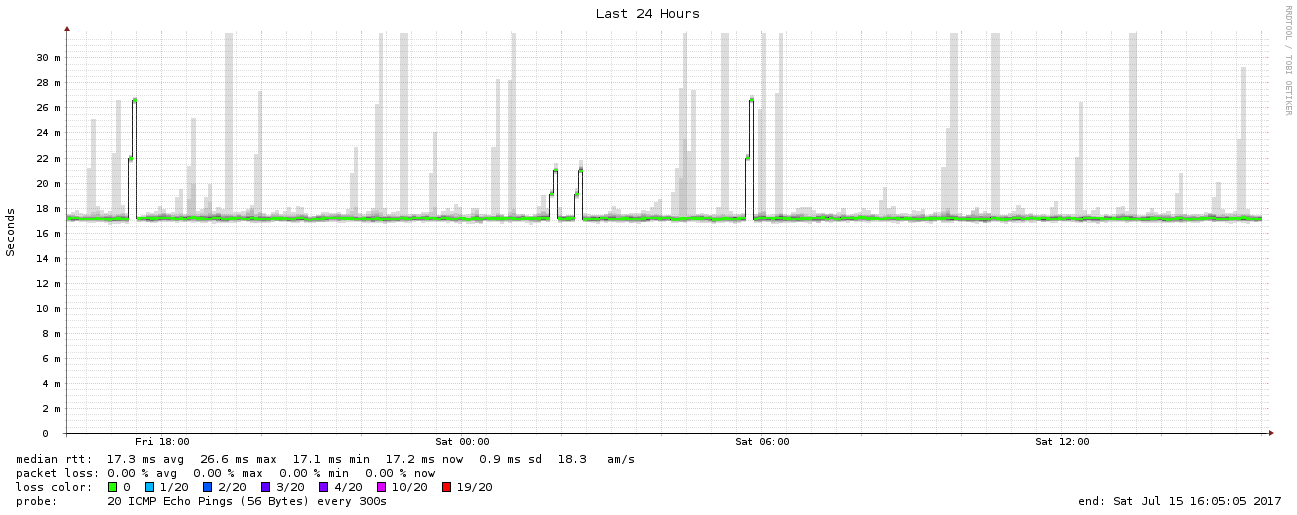 Last 24 Hours
RRDTOOL / TOBI OETIKER
Seconds
30 m
28 m
26 m
24 m
22 m
20 m
18 m
16 m
14 m
12 m
10 m
8 m
6 m
4 m
2 m
0
Fri 18:00 Sat 00:00 Sat 06:00 Sat 12:00
median rtt: 17.3 ms avg 26.6 ms max 17.1 ms min 17.2 ms now 0.9 ms sd 18.3 am/s
packet loss: 0.00 % avg 0.00 % max 0.00 % min 0.00 % now
loss color: 0 1/20 2/20 3/20 4/20 10/20 19/20
probe: 20 ICMP Echo Pings (56 Bytes) every 300s end: Sat Jul 15 16:05:05 2017